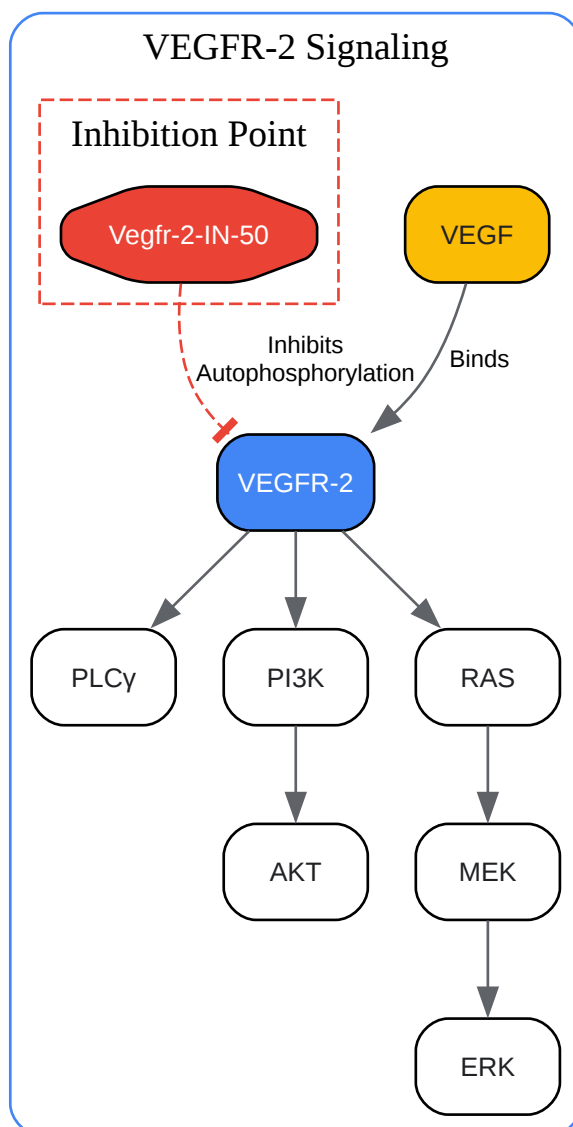 VEGFR-2 Signaling
Inhibition Point
Vegfr-2-IN-50
VEGF
Inhibits
Autophosphorylation
Binds
VEGFR-2
PLCγ
PI3K
RAS
AKT
MEK
ERK